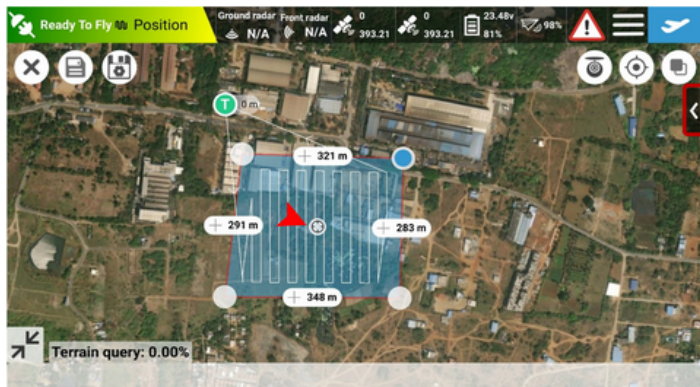 Ready To Fly Position
Ground radar
N/A
Front radar
N/A
0
393.21
0
393.21
23.48v
81%
98%
T 0 m
321 m
291 m
283 m
348 m
Terrain query: 0.00%